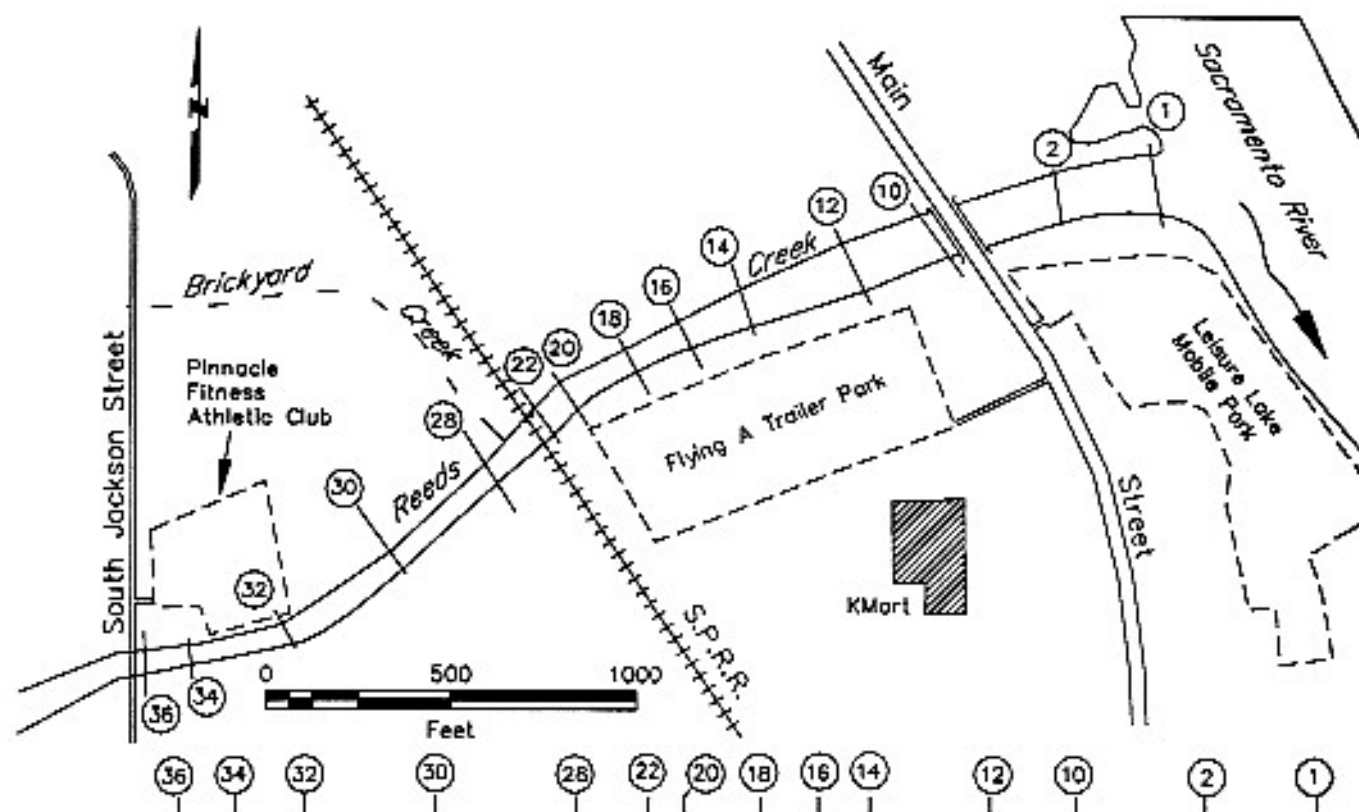 Sacramento River
Main
1
2
10
12
14
Creek
16
18
20
22
N
Brickyard
Creek
South Jackson Street
Pinnacle
Fitness
Athletic Club
28
30
Reeds
Flying A Trailer Park
Leisure Lake
Mobile Park
Street
KMart
32
34
36
S.P.R.R.
0 500 1000
Feet
36 34 32 30 28 22 20 18 16 14 12 10 2 1